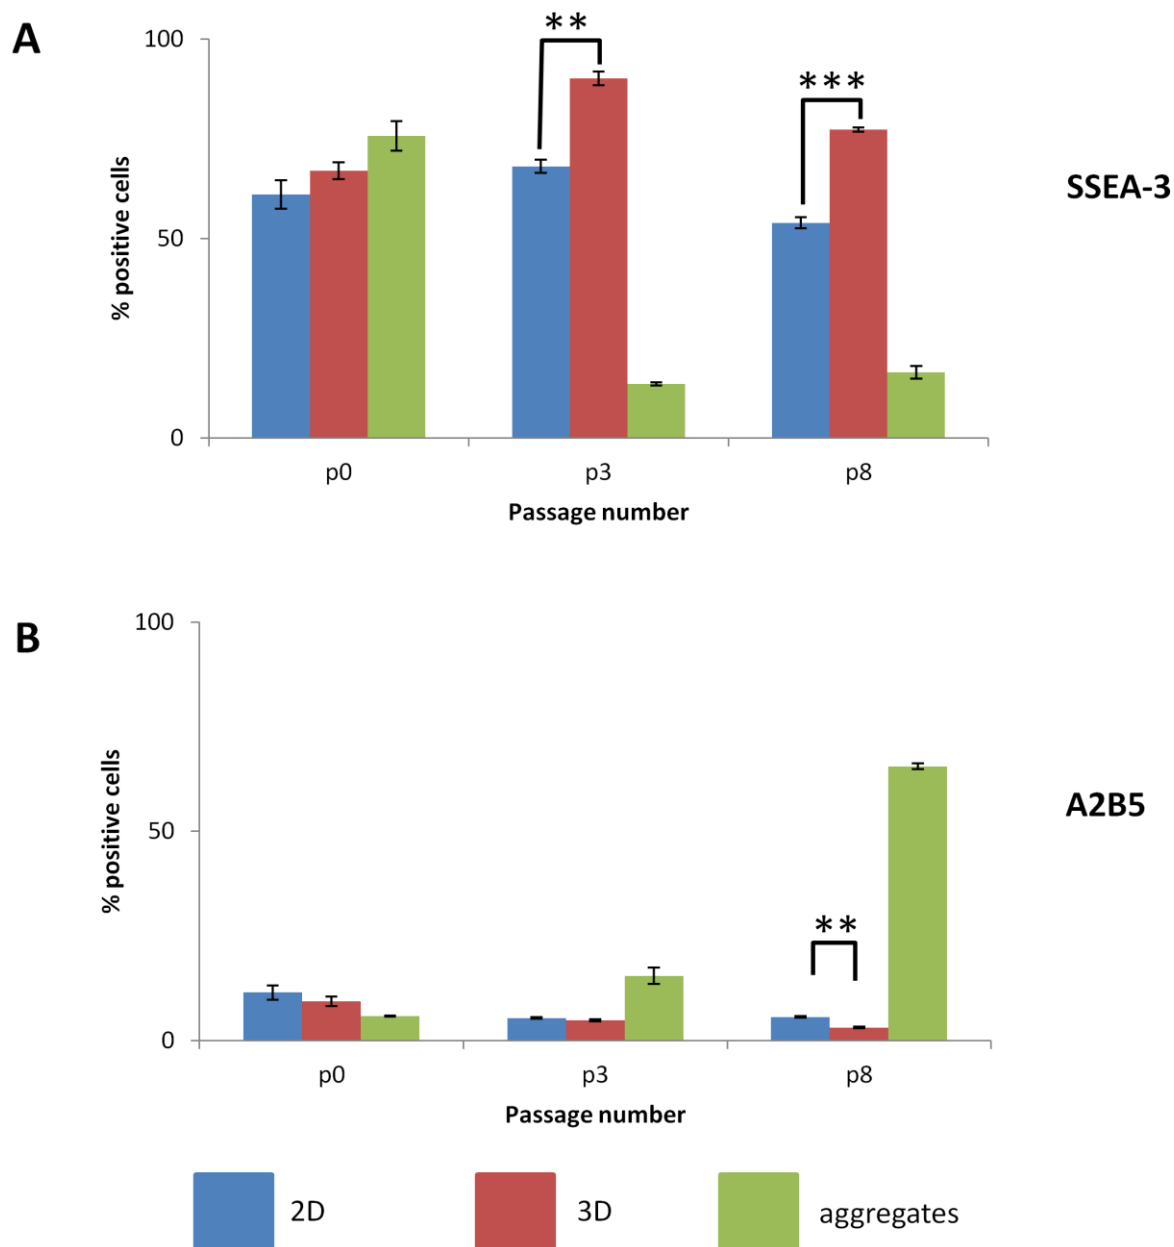 A
100
50
0
% positive cells
**
***
SSEA-3
p0 p3 p8
Passage number
B
100
50
0
% positive cells
**
A2B5
p0 p3 p8
Passage number
2D 3D aggregates